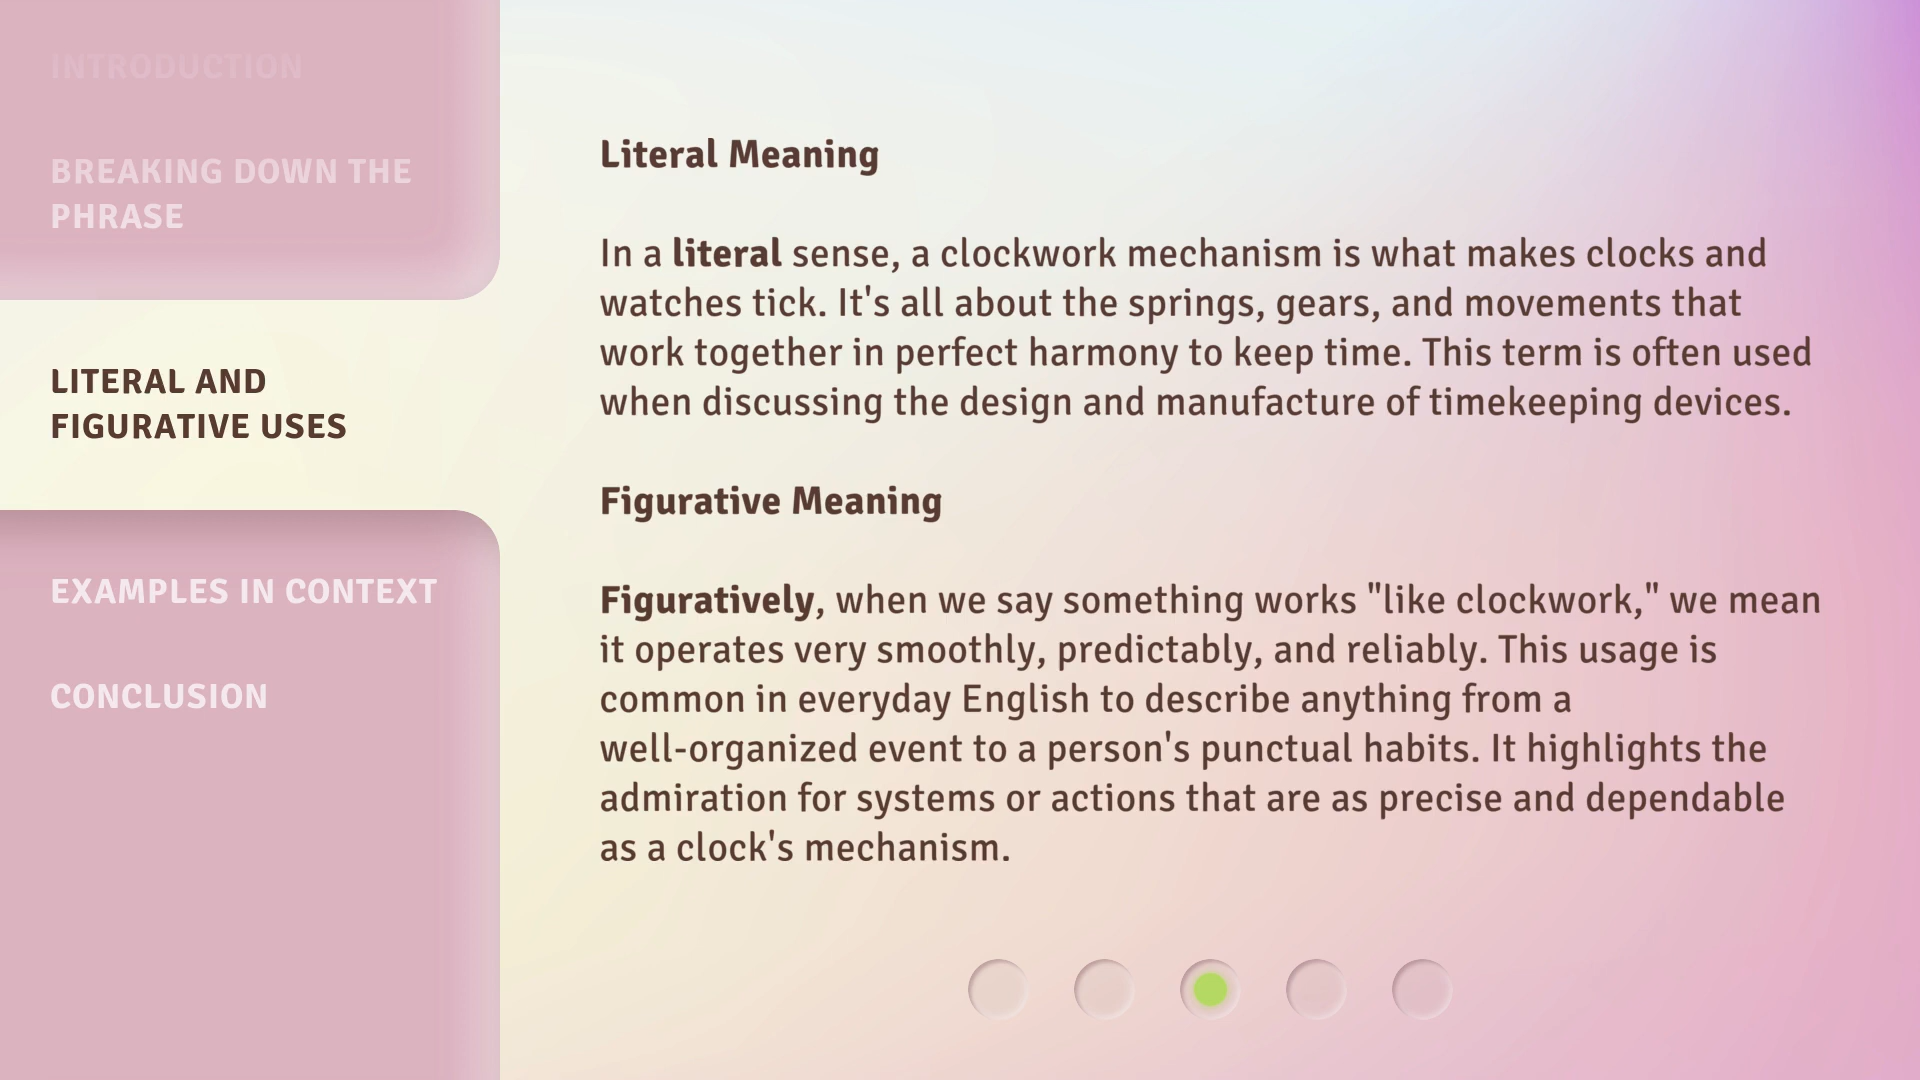 INTRODUCTION
BREAKING DOWN THE
PHRASE
LITERAL AND
FIGURATIVE USES
EXAMPLES IN CONTEXT
CONCLUSION
Literal Meaning
In a literal sense, a clockwork mechanism is what makes clocks and
watches tick. It's all about the springs, gears, and movements that
work together in perfect harmony to keep time. This term is often used
when discussing the design and manufacture of timekeeping devices.
Figurative Meaning
Figuratively, when we say something works "like clockwork," we mean
it operates very smoothly, predictably, and reliably. This usage is
common in everyday English to describe anything from a
well-organized event to a person's punctual habits. It highlights the
admiration for systems or actions that are as precise and dependable
as a clock's mechanism.